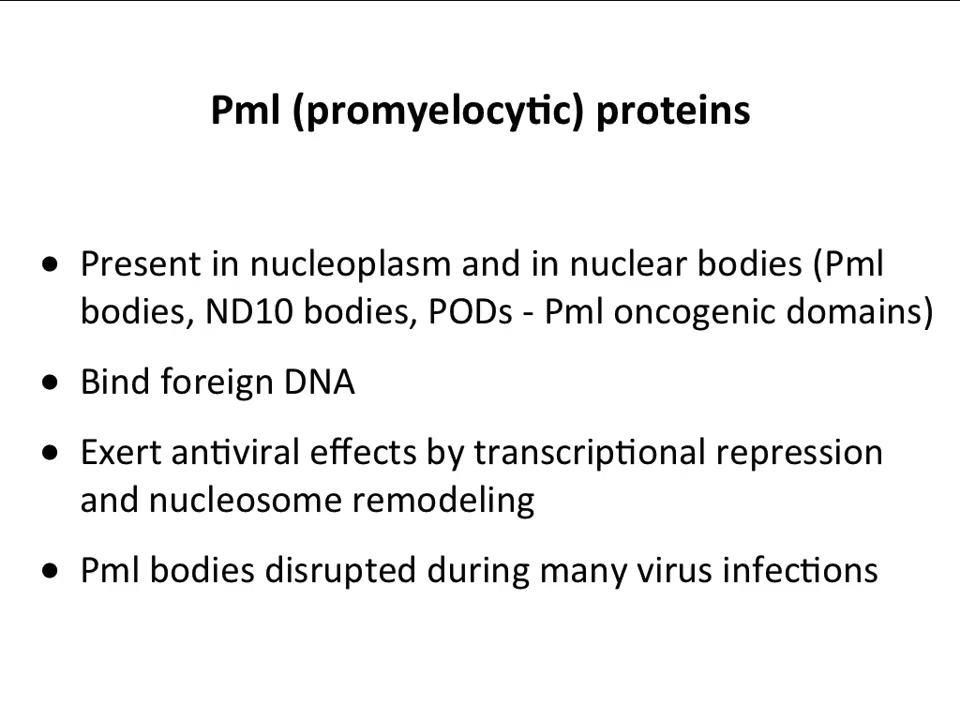 Pml (promyelocytic) proteins
● Present in nucleoplasm and in nuclear bodies (Pml
bodies, ND10 bodies, PODs - Pml oncogenic domains)
● Bind foreign DNA
● Exert antiviral effects by transcriptional repression
and nucleosome remodeling
● Pml bodies disrupted during many virus infections